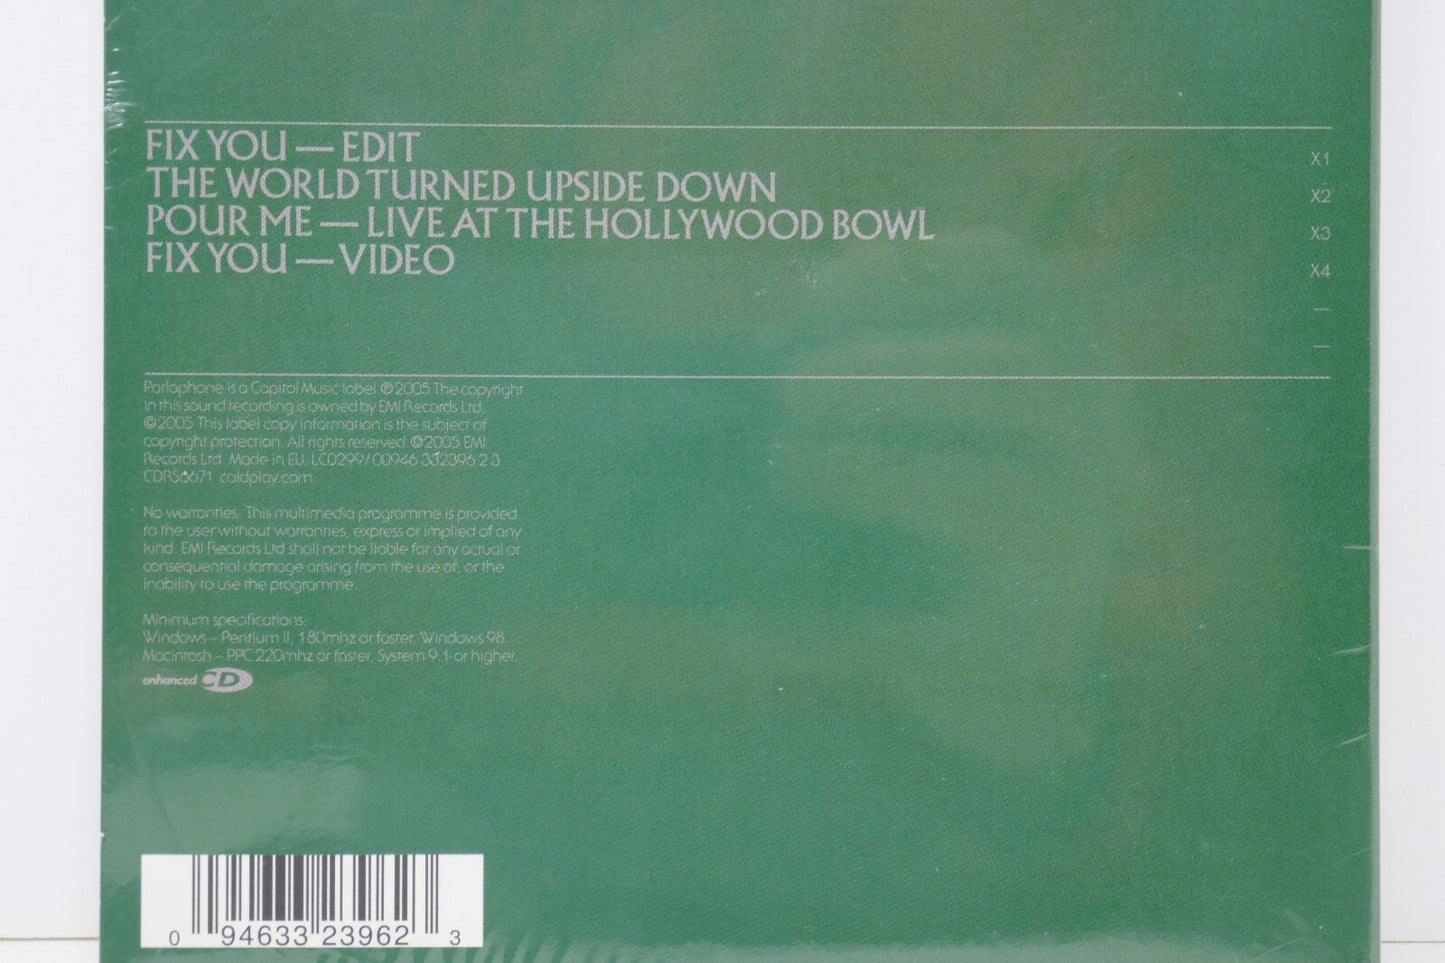 FIX YOU — EDIT X1
THE WORLD TURNED UPSIDE DOWN X2
POUR ME — LIVE AT THE HOLLYWOOD BOWL X3
FIX YOU — VIDEO X4
—
—
Parlophone is a Capitol Music label ℗2005 The copyright
in this sound recording is owned by EMI Records Ltd.
©2005 This label copy information is the subject of
copyright protection. All rights reserved. ©2005 EMI
Records Ltd. Made in EU. LC0299/ 00946 332396 2 3
CDRS6671 coldplay.com
No warranties: This multimedia programme is provided
to the user without warranties, express or implied of any
kind. EMI Records Ltd shall not be liable for any actual or
consequential damage arising from the use of, or the
inability to use the programme.
Minimum specifications:
Windows – Pentium II, 180mhz or faster, Windows 98.
Macintosh – PPC 220mhz or faster, System 9.1 or higher.
enhanced CD
0 94633 23962 3